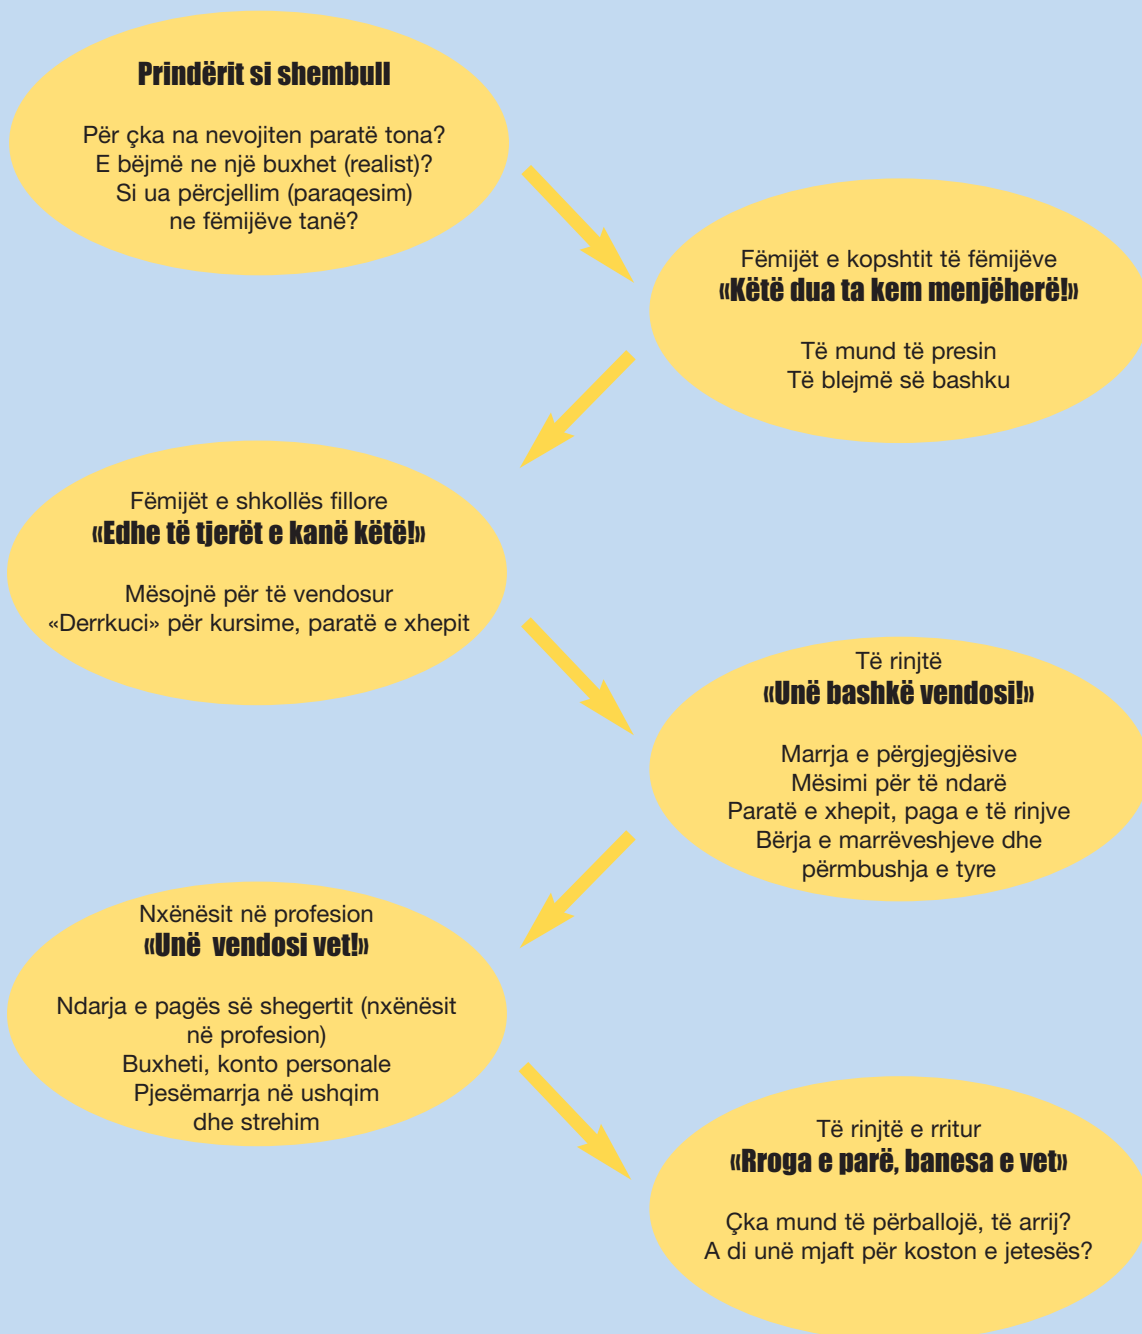 Prindërit si shembull
Për çka na nevojiten paratë tona?
E bëjmë ne një buxhet (realist)?
Si ua përcjellim (paraqesim)
ne fëmijëve tanë?
Fëmijët e kopshtit të fëmijëve
«Këtë dua ta kem menjëherë!»
Të mund të presin
Të blejmë së bashku
Fëmijët e shkollës fillore
«Edhe të tjerët e kanë këtë!»
Mësojnë për të vendosur
«Derrkuci» për kursime, paratë e xhepit
Të rinjtë
«Unë bashkë vendosi!»
Marrja e përgjegjësive
Mësimi për të ndarë
Paratë e xhepit, paga e të rinjve
Bërja e marrëveshjeve dhe
përmbushja e tyre
Nxënësit në profesion
«Unë vendosi vet!»
Ndarja e pagës së shegertit (nxënësit
në profesion)
Buxheti, konto personale
Pjesëmarrja në ushqim
dhe strehim
Të rinjtë e rritur
«Rroga e parë, banesa e vet»
Çka mund të përballojë, të arrij?
A di unë mjaft për koston e jetesës?